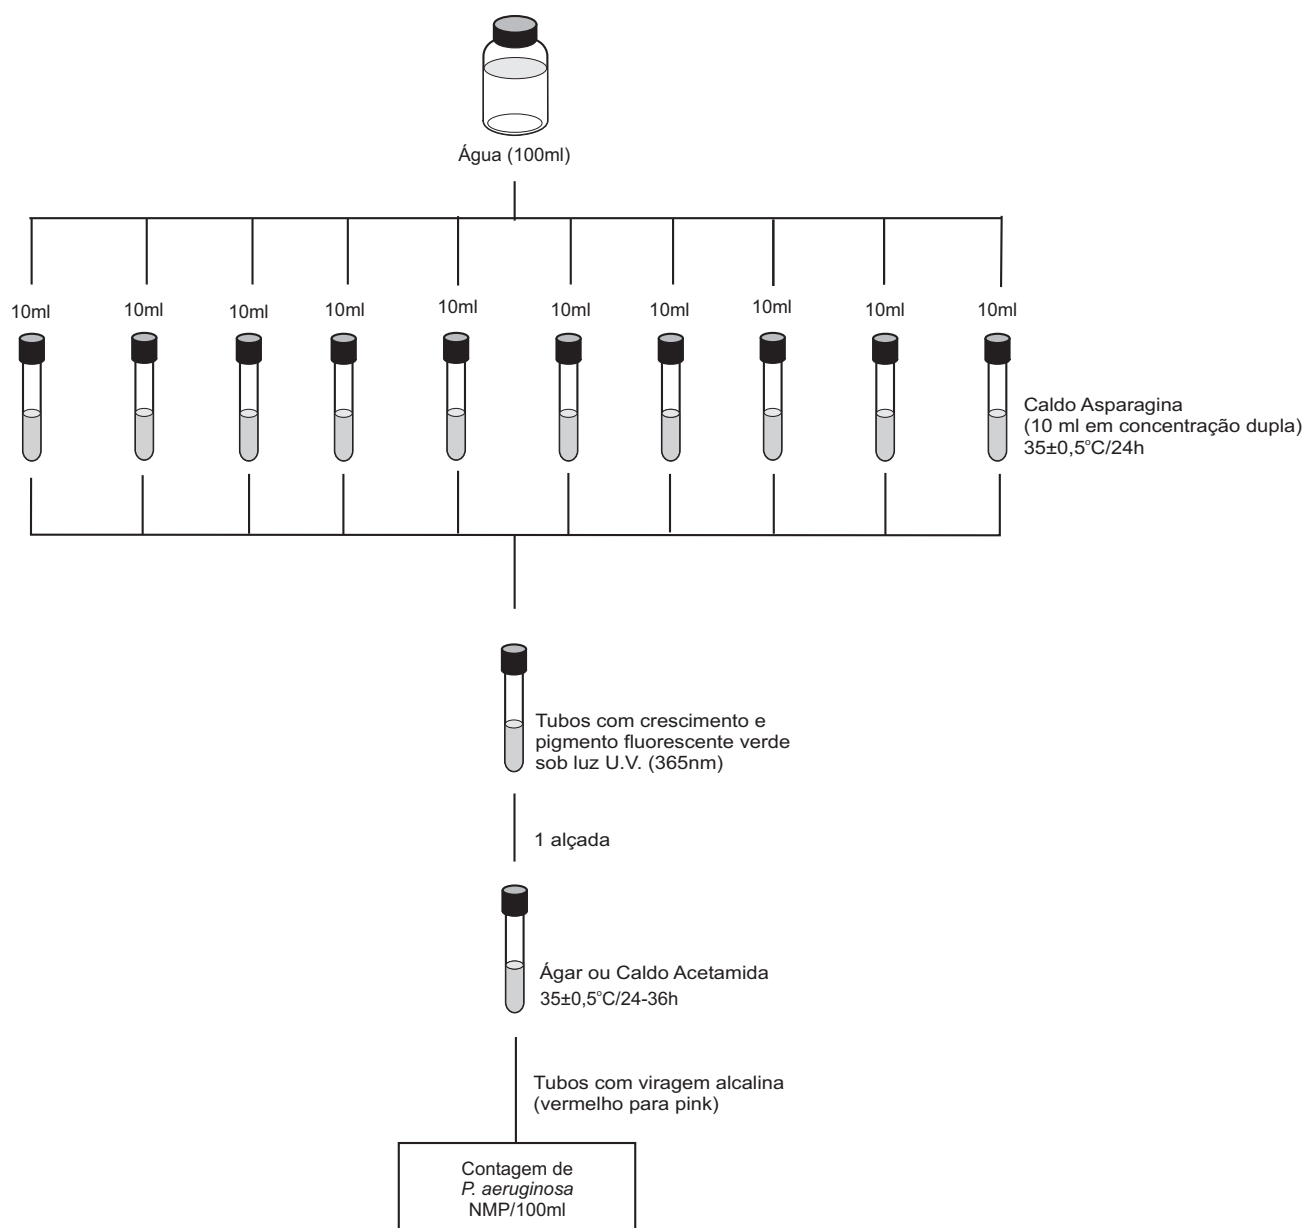 Água (100ml)
10ml
10ml
10ml
10ml
10ml
10ml
10ml
10ml
10ml
10ml
Caldo Asparagina
(10 ml em concentração dupla)
35±0,5°C/24h
Tubos com crescimento e
pigmento fluorescente verde
sob luz U.V. (365nm)
1 alçada
Ágar ou Caldo Acetamida
35±0,5°C/24-36h
Tubos com viragem alcalina
(vermelho para pink)
Contagem de
P. aeruginosa
NMP/100ml